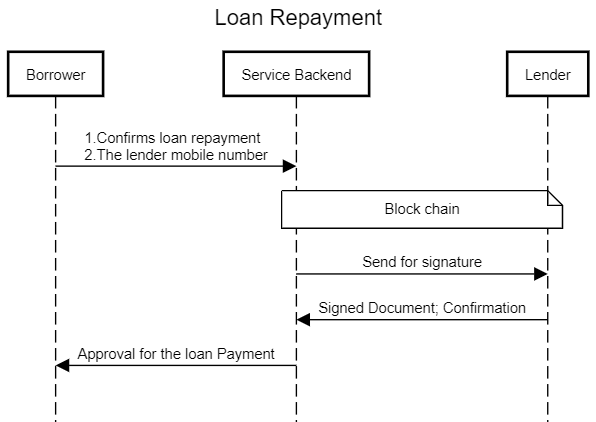 Loan Repayment
Borrower
Service Backend
Lender
1.Confirms loan repayment
2.The lender mobile number
Block chain
Send for signature
Signed Document; Confirmation
Approval for the loan Payment